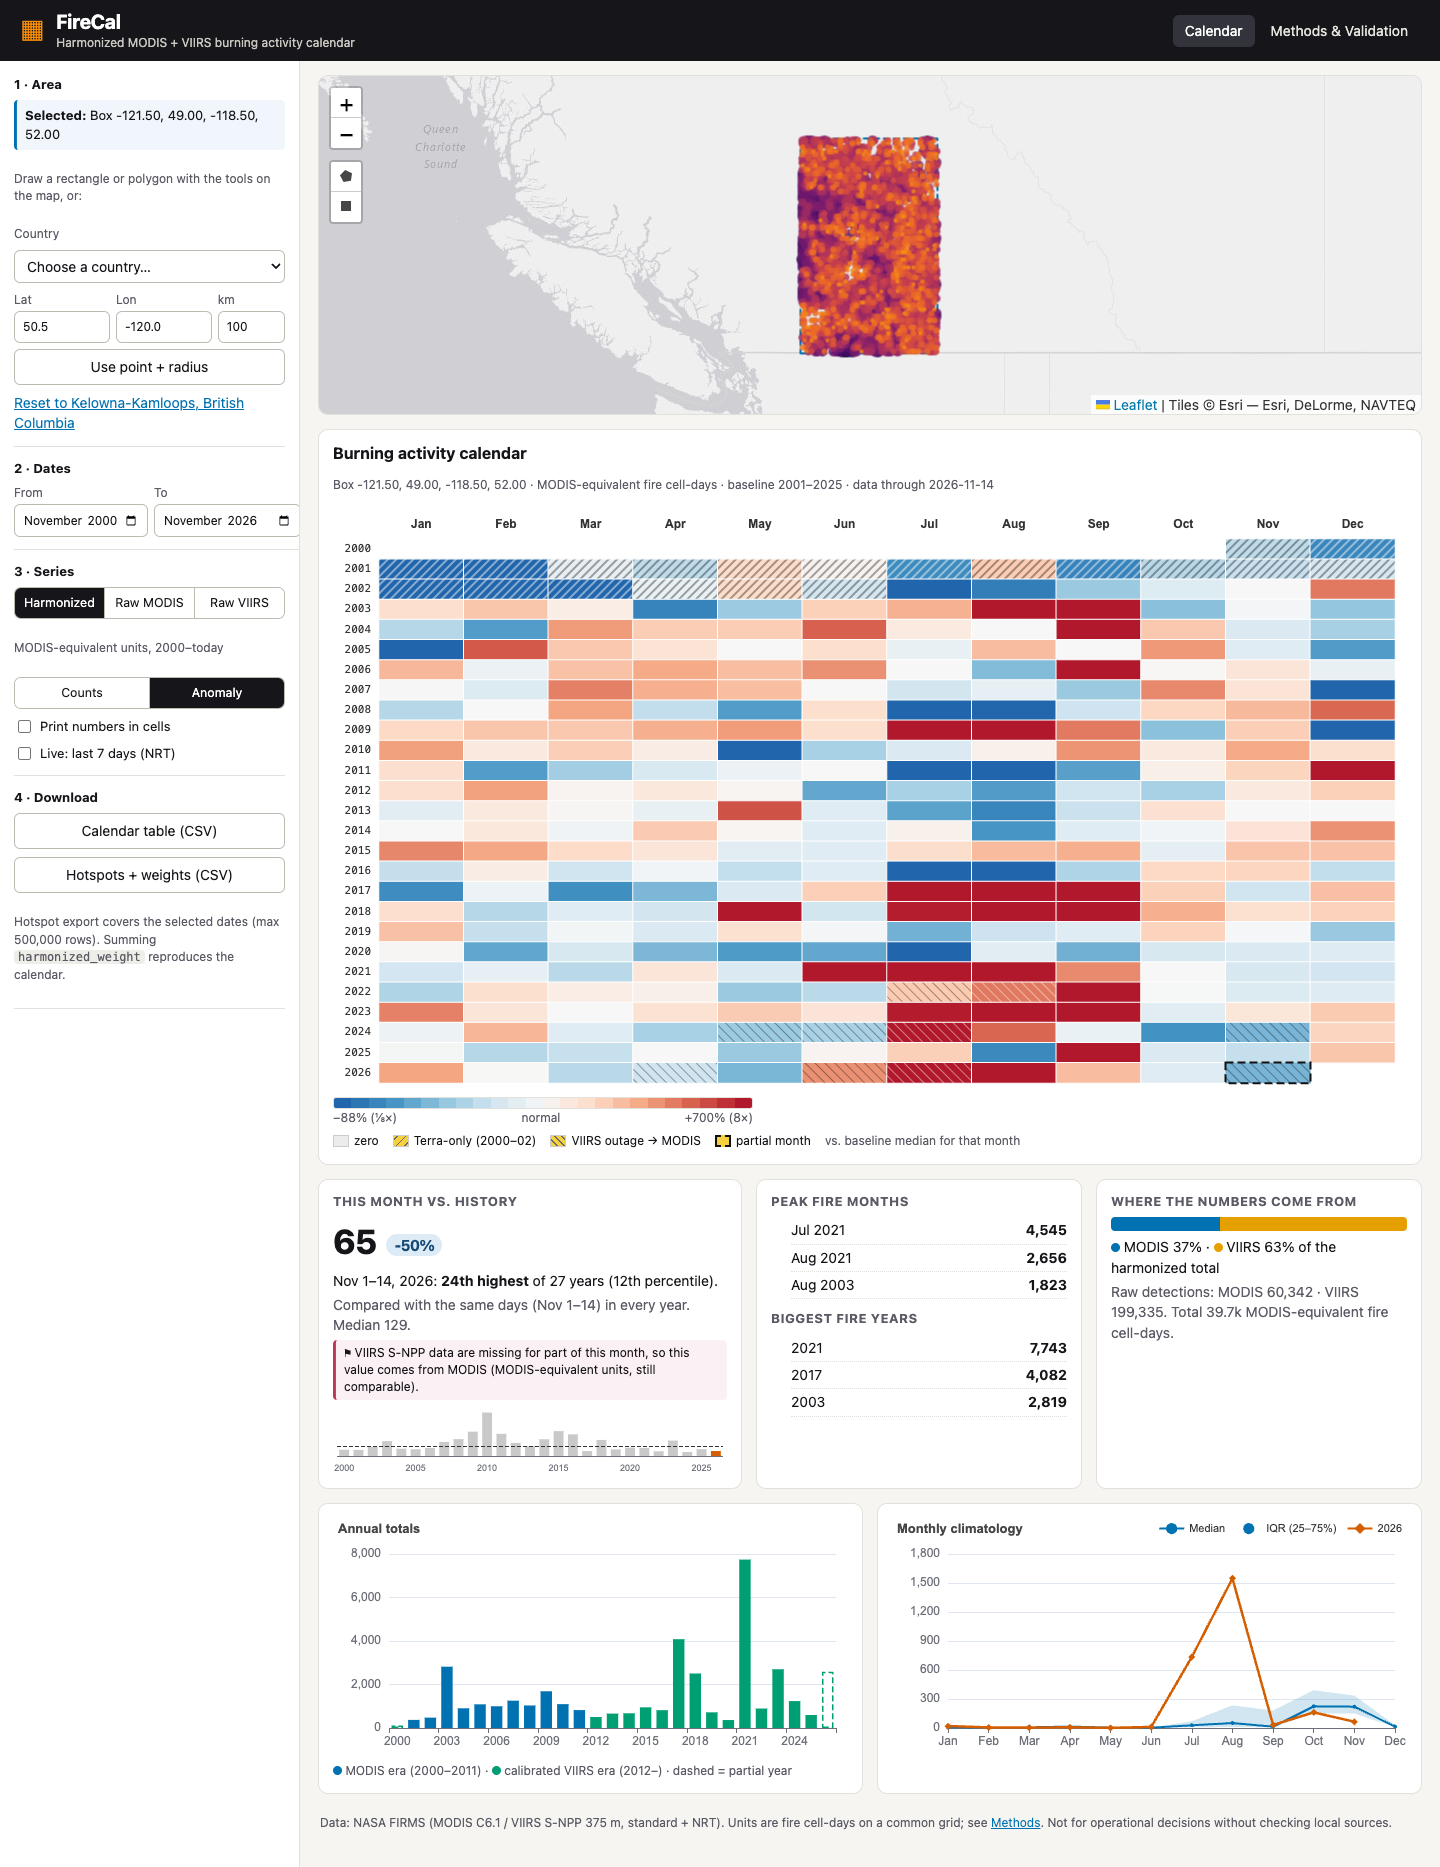 FireCal
Harmonized MODIS + VIIRS burning activity calendar
Calendar
Methods & Validation
1 · Area
Selected: Box -121.50, 49.00, -118.50,
52.00
Draw a rectangle or polygon with the tools on
the map, or:
Country
Choose a country...
Lat
Lon
km
50.5
-120.0
100
Use point + radius
Reset to Kelowna-Kamloops, British
Columbia
2 · Dates
From
To
November 2000
November 2026
3 · Series
Harmonized
Raw MODIS
Raw VIIRS
MODIS-equivalent units, 2000–today
Counts
Anomaly
Print numbers in cells
Live: last 7 days (NRT)
4 · Download
Calendar table (CSV)
Hotspots + weights (CSV)
Hotspot export covers the selected dates (max
500,000 rows). Summing
harmonized_weight reproduces the
calendar.
+
−
Queen
Charlotte
Sound
Leaflet | Tiles © Esri — Esri, DeLorme, NAVTEQ
Burning activity calendar
Box -121.50, 49.00, -118.50, 52.00 · MODIS-equivalent fire cell-days · baseline 2001–2025 · data through 2026-11-14
Jan Feb Mar Apr May Jun Jul Aug Sep Oct Nov Dec
2000
2001
2002
2003
2004
2005
2006
2007
2008
2009
2010
2011
2012
2013
2014
2015
2016
2017
2018
2019
2020
2021
2022
2023
2024
2025
2026
−88% (⅛×)
normal
+700% (8×)
zero
Terra-only (2000–02)
VIIRS outage → MODIS
partial month
vs. baseline median for that month
THIS MONTH VS. HISTORY
65 -50%
Nov 1–14, 2026: 24th highest of 27 years (12th percentile).
Compared with the same days (Nov 1–14) in every year.
Median 129.
⚑ VIIRS S-NPP data are missing for part of this month, so this
value comes from MODIS (MODIS-equivalent units, still
comparable).
2000 2005 2010 2015 2020 2025
PEAK FIRE MONTHS
Jul 2021 4,545
Aug 2021 2,656
Aug 2003 1,823
BIGGEST FIRE YEARS
2021 7,743
2017 4,082
2003 2,819
WHERE THE NUMBERS COME FROM
MODIS 37% · VIIRS 63% of the
harmonized total
Raw detections: MODIS 60,342 · VIIRS
199,335. Total 39.7k MODIS-equivalent fire
cell-days.
Annual totals
8,000
6,000
4,000
2,000
0
2000 2003 2006 2009 2012 2015 2018 2021 2024
MODIS era (2000–2011) · calibrated VIIRS era (2012–) · dashed = partial year
Monthly climatology
Median
IQR (25–75%)
2026
1,800
1,500
1,200
900
600
300
0
Jan Feb Mar Apr May Jun Jul Aug Sep Oct Nov Dec
Data: NASA FIRMS (MODIS C6.1 / VIIRS S-NPP 375 m, standard + NRT). Units are fire cell-days on a common grid; see Methods. Not for operational decisions without checking local sources.